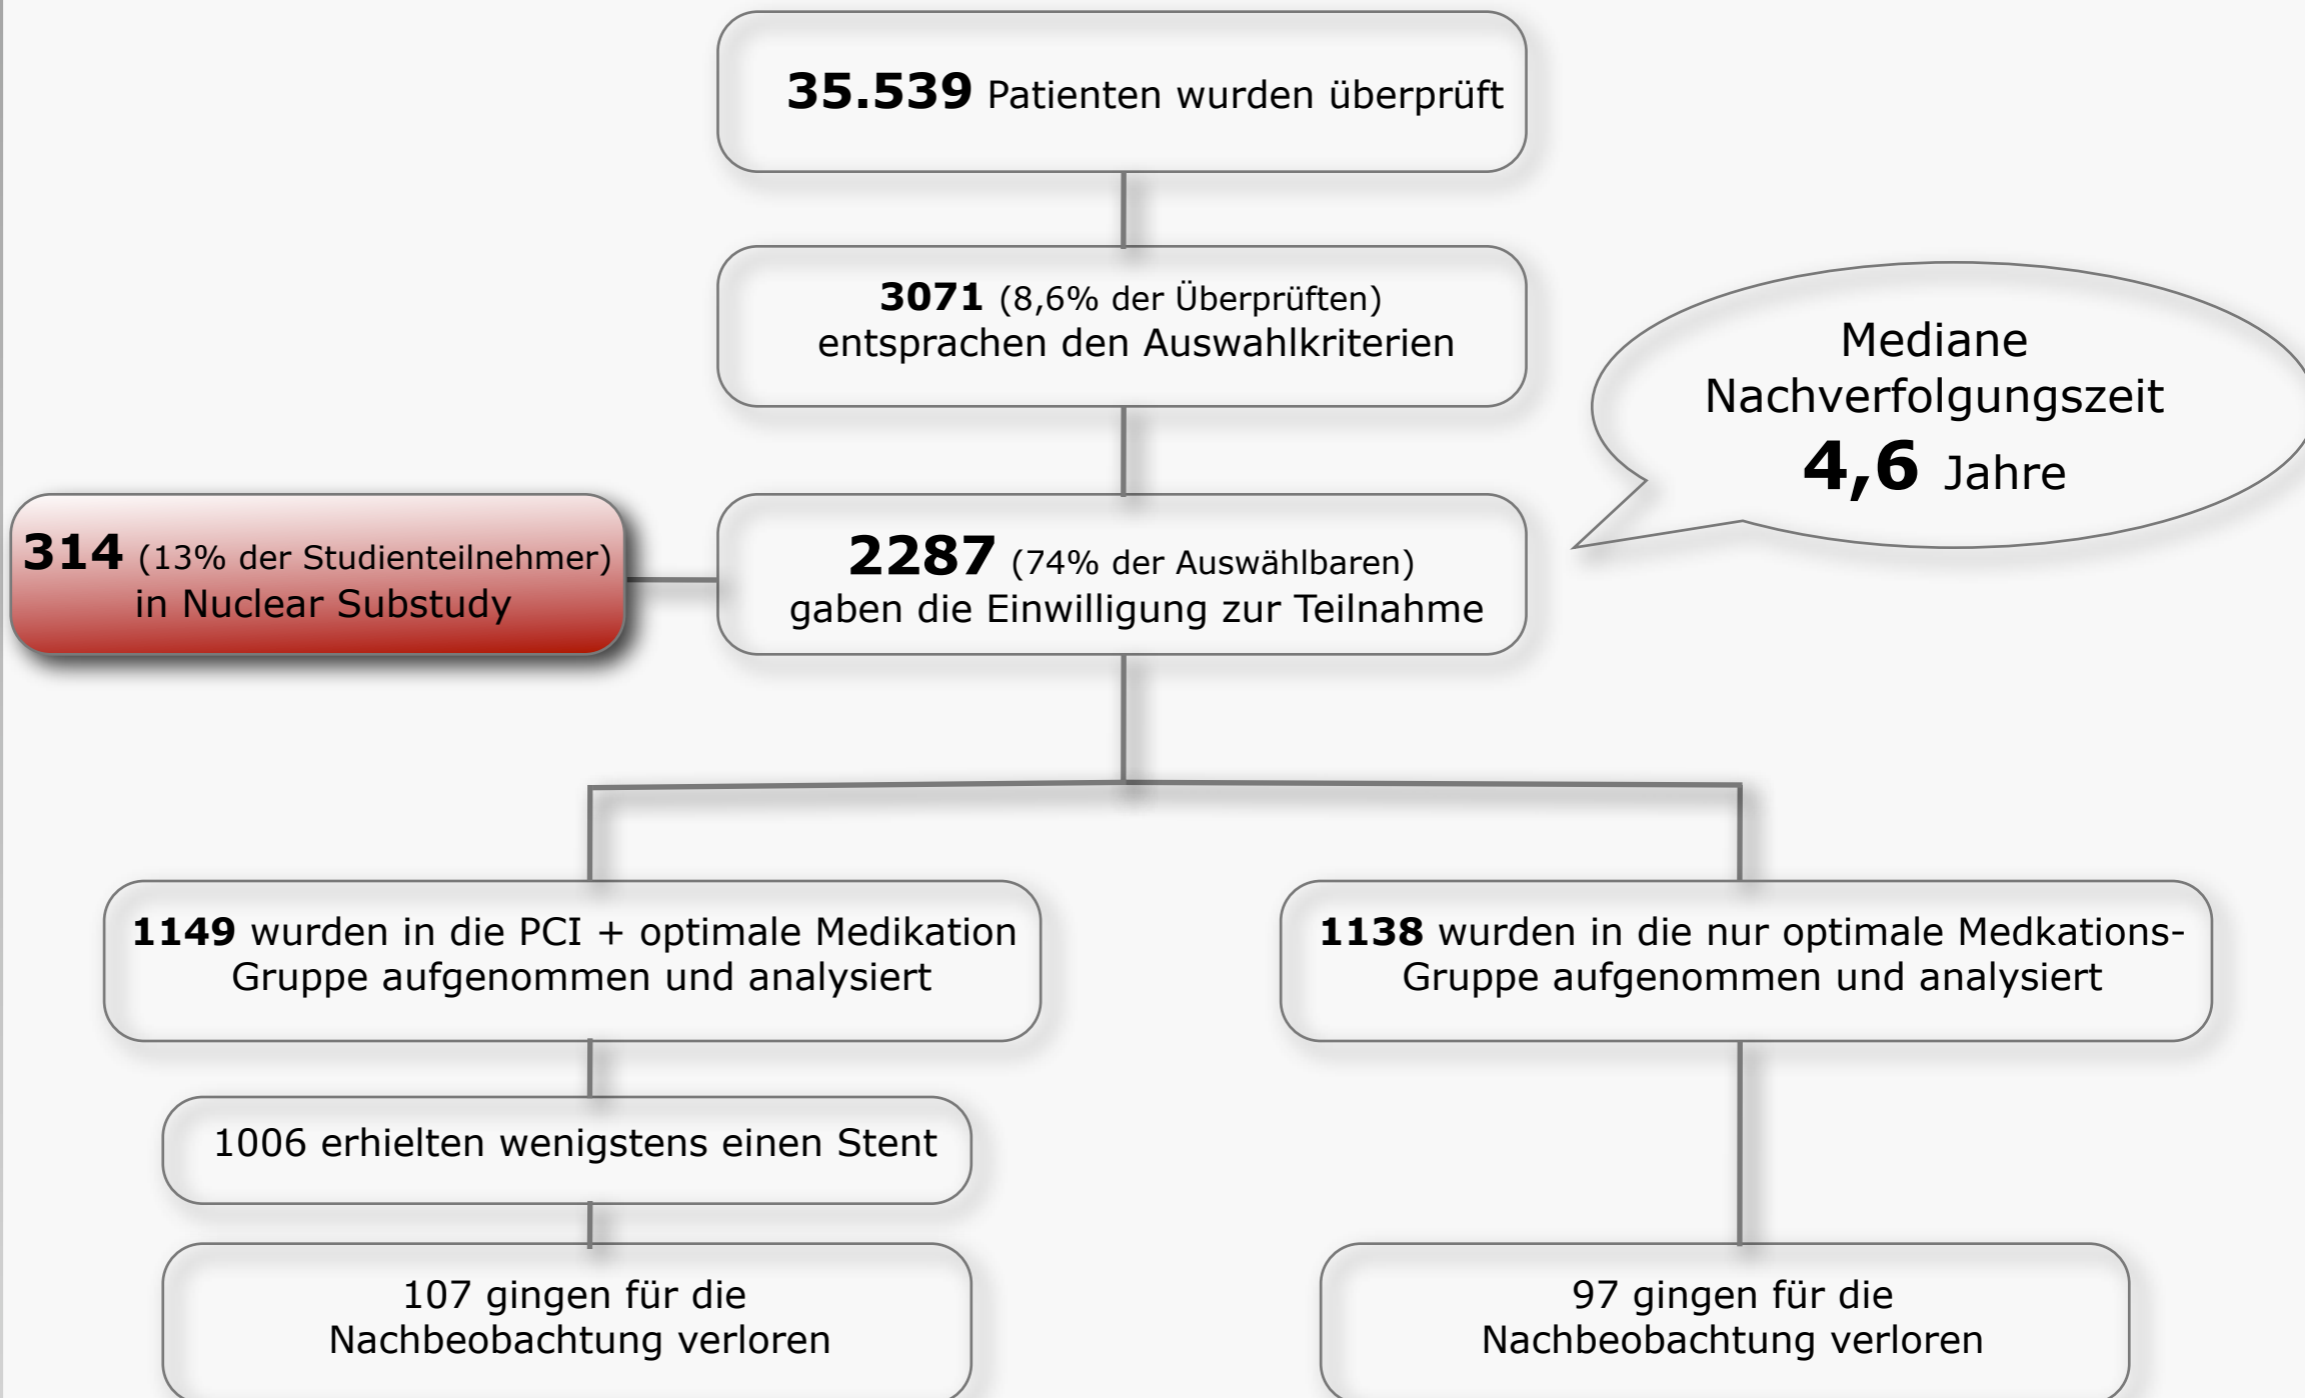 35.539 Patienten wurden überprüft
3071 (8,6% der Überprüften)
entsprachen den Auswahlkriterien
Mediane
Nachverfolgungszeit
4,6 Jahre
314 (13% der Studienteilnehmer)
in Nuclear Substudy
2287 (74% der Auswählbaren)
gaben die Einwilligung zur Teilnahme
1149 wurden in die PCI + optimale Medikation
Gruppe aufgenommen und analysiert
1138 wurden in die nur optimale Medkations-
Gruppe aufgenommen und analysiert
1006 erhielten wenigstens einen Stent
107 gingen für die
Nachbeobachtung verloren
97 gingen für die
Nachbeobachtung verloren